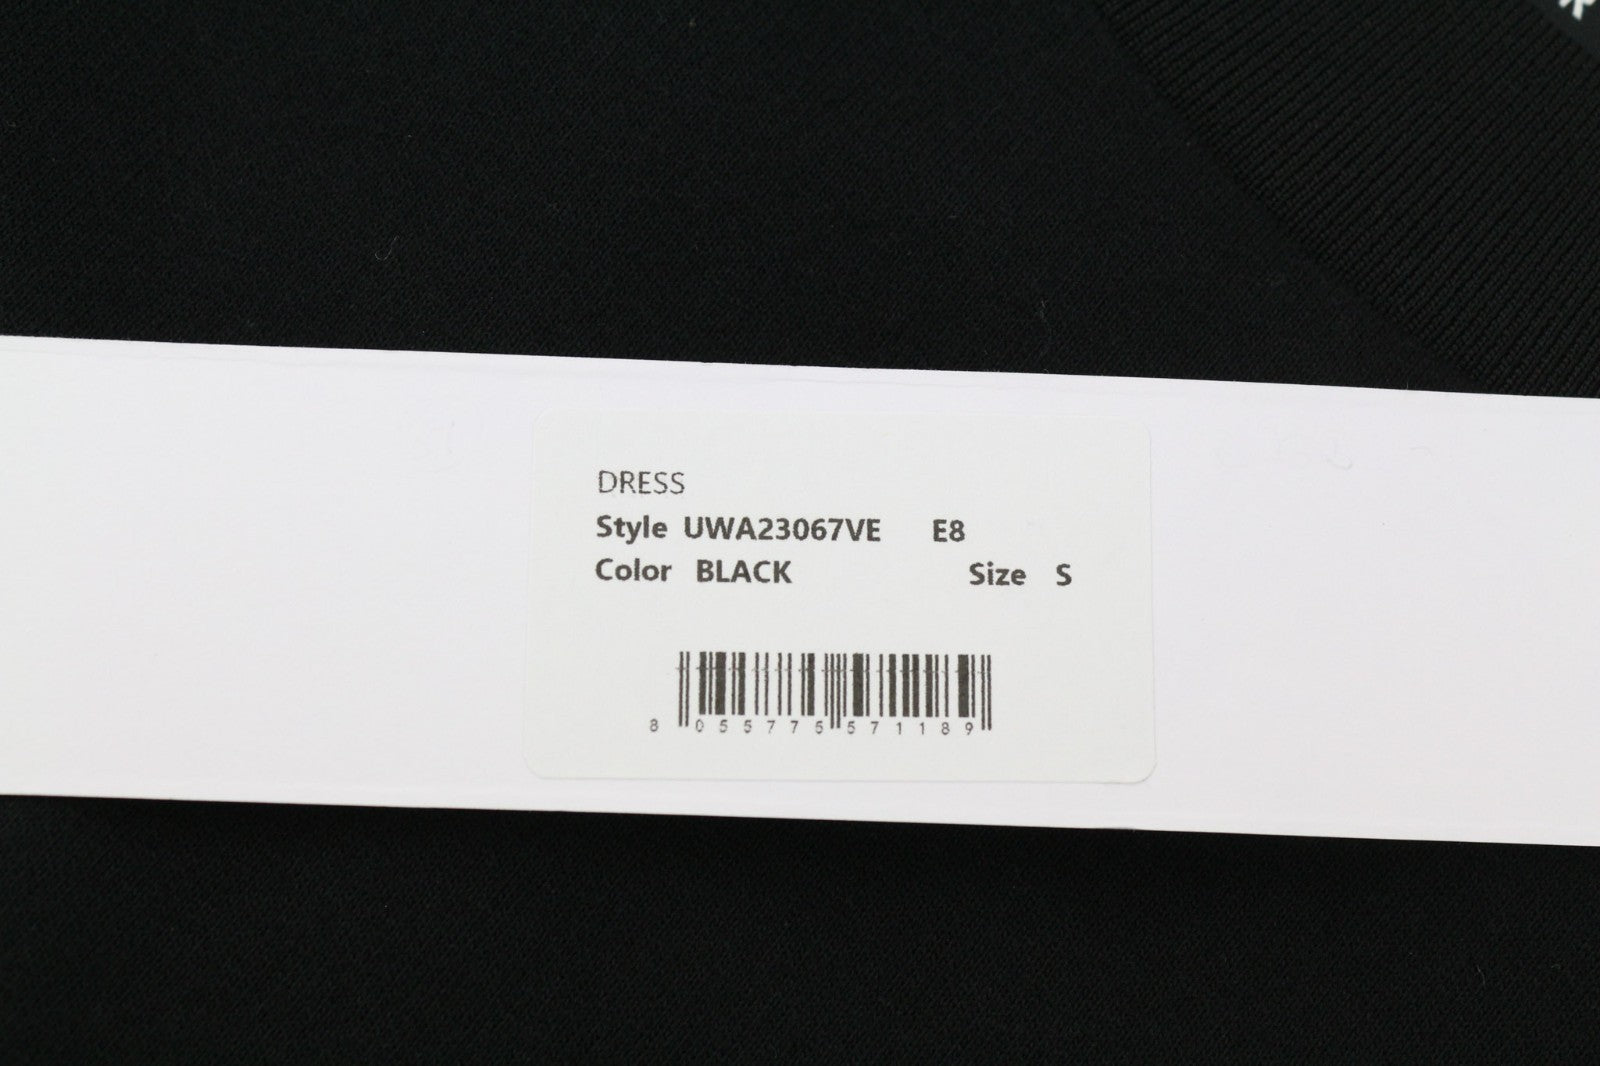 DRESS
Style UWA23067VE E8
Color BLACK Size S
8 055775 571189